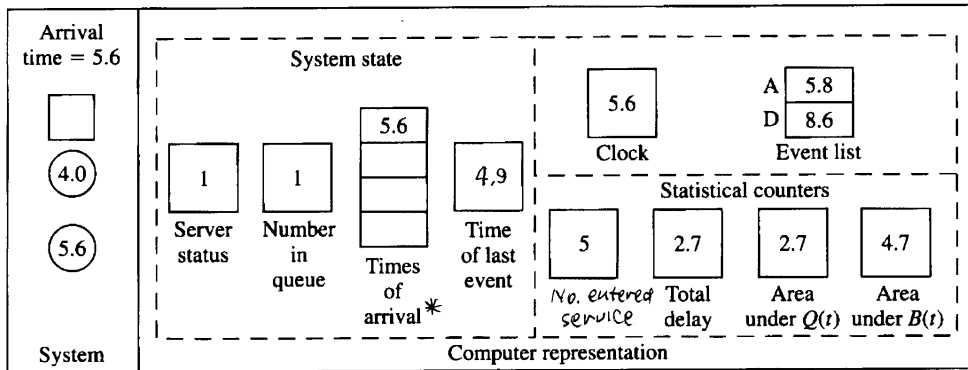 Arrival
time = 5.6
4.0
5.6
System
System state
1
Server
status
1
Number
in
queue
5.6
Times
of
arrival*
4,9
Time
of last
event
5.6
Clock
A 5.8
D 8.6
Event list
Statistical counters
5
No. entered
service
2.7
Total
delay
2.7
Area
under Q(t)
4.7
Area
under B(t)
Computer representation